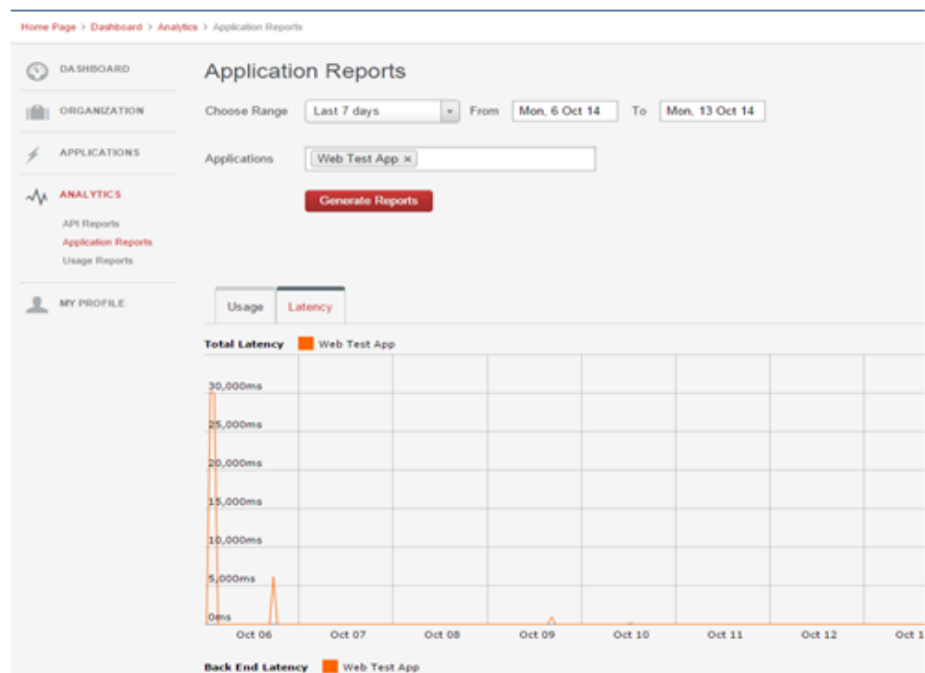 Home Page > Dashboard > Analytics > Application Reports
DASHBOARD
ORGANIZATION
APPLICATIONS
ANALYTICS
API Reports
Application Reports
Usage Reports
MY PROFILE
Application Reports
Choose Range Last 7 days From Mon, 6 Oct 14 To Mon, 13 Oct 14
Applications Web Test App ×
Generate Reports
Usage Latency
Total Latency Web Test App
30,000ms
25,000ms
20,000ms
15,000ms
10,000ms
5,000ms
0ms
Oct 06 Oct 07 Oct 08 Oct 09 Oct 10 Oct 11 Oct 12 Oct 1
Back End Latency Web Test App